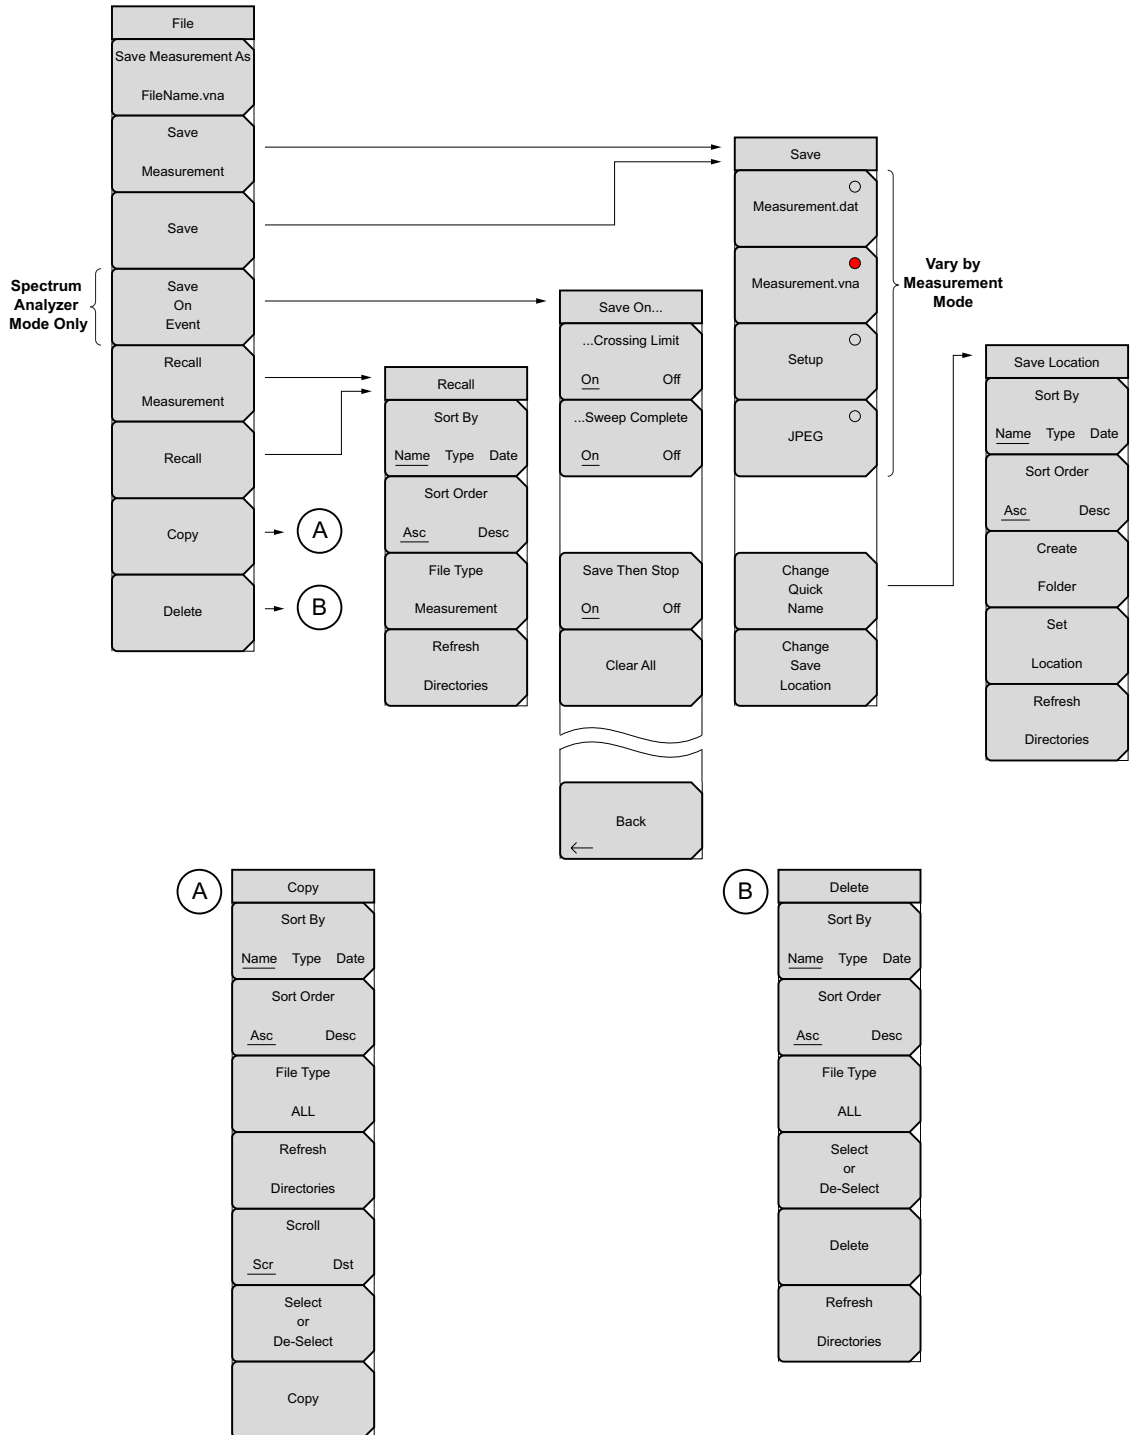 File
Save Measurement As
FileName.vna
Save
Measurement
Save
Spectrum
Analyzer
Mode Only
Save
On
Event
Recall
Measurement
Recall
Copy
A
Delete
B
Recall
Sort By
Name Type Date
Sort Order
Asc Desc
File Type
Measurement
Refresh
Directories
Save On...
...Crossing Limit
On Off
...Sweep Complete
On Off
Save Then Stop
On Off
Clear All
Back
Save
Measurement.dat
Measurement.vna
Setup
JPEG
Vary by
Measurement
Mode
Change
Quick
Name
Change
Save
Location
Save Location
Sort By
Name Type Date
Sort Order
Asc Desc
Create
Folder
Set
Location
Refresh
Directories
A
Copy
Sort By
Name Type Date
Sort Order
Asc Desc
File Type
ALL
Refresh
Directories
Scroll
Scr Dst
Select
or
De-Select
Copy
B
Delete
Sort By
Name Type Date
Sort Order
Asc Desc
File Type
ALL
Select
or
De-Select
Delete
Refresh
Directories